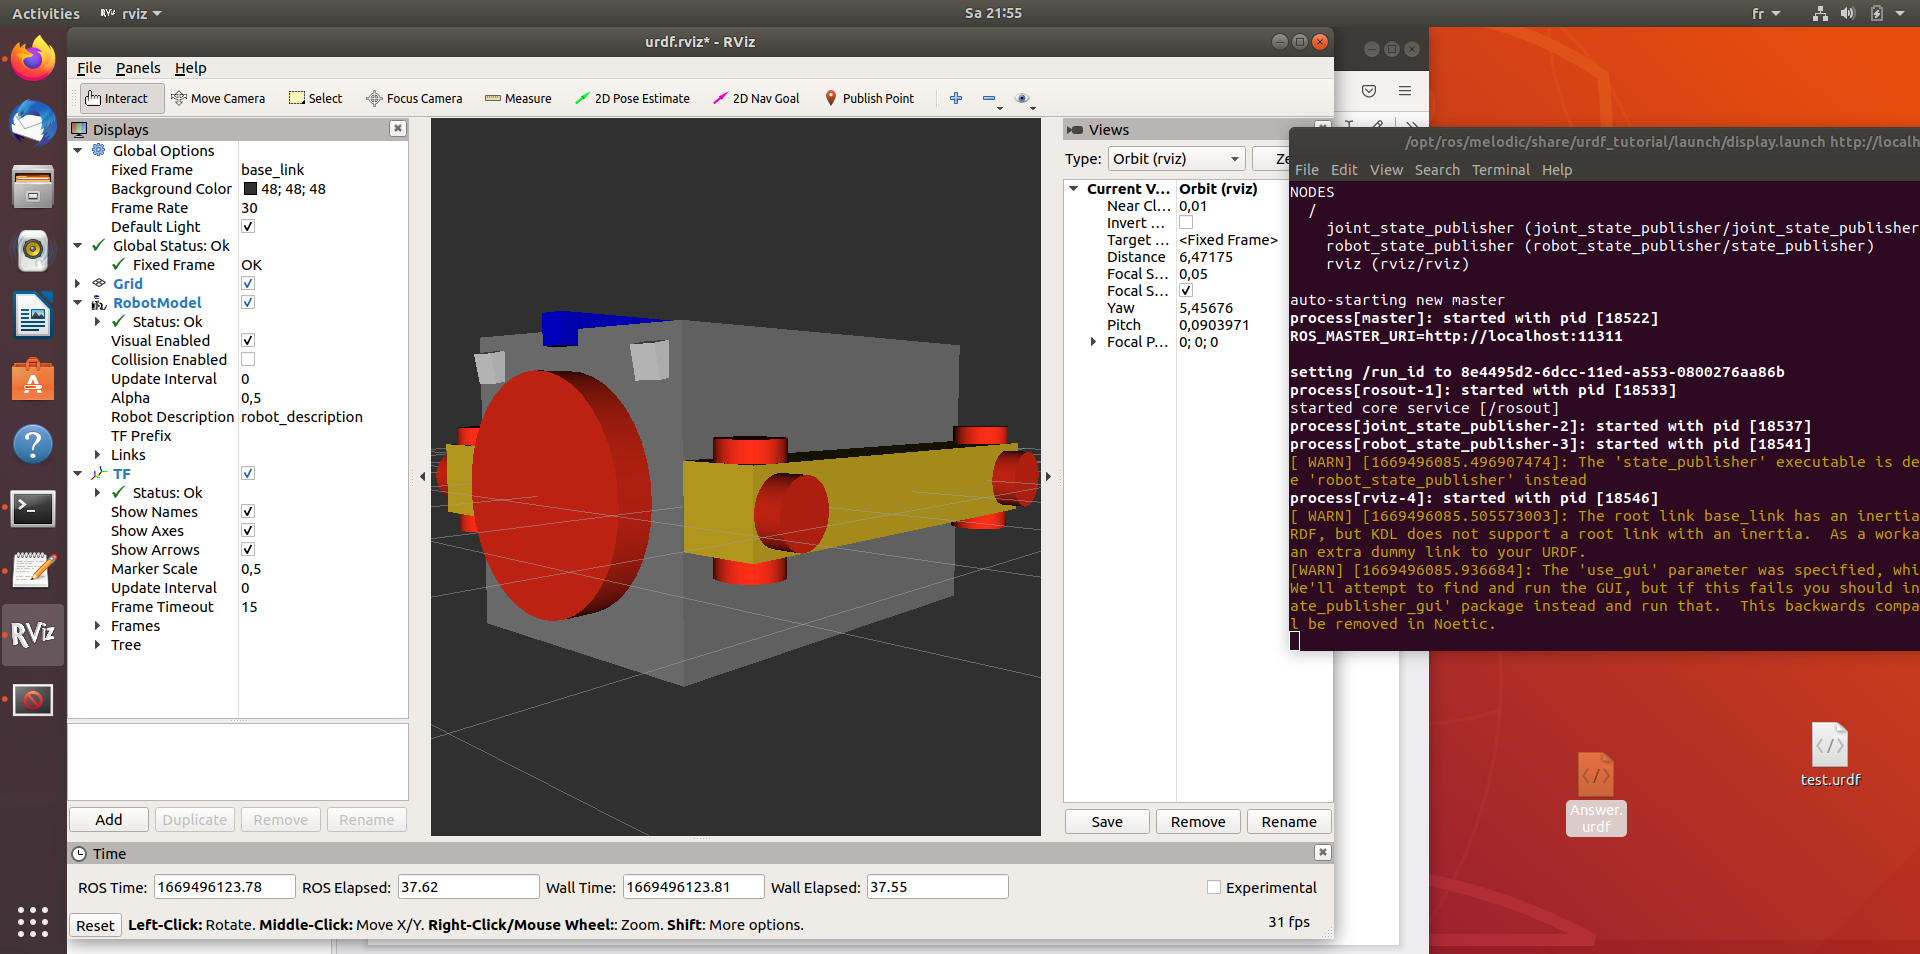 Activities
rviz
Sa 21:55
fr
urdf.rviz* - RViz
File Panels Help
Interact Move Camera Select Focus Camera Measure 2D Pose Estimate 2D Nav Goal Publish Point
Displays
Global Options
Fixed Frame base_link
Background Color 48; 48; 48
Frame Rate 30
Default Light
Global Status: Ok
Fixed Frame OK
Grid
RobotModel
Status: Ok
Visual Enabled
Collision Enabled
Update Interval 0
Alpha 0,5
Robot Description robot_description
TF Prefix
Links
TF
Status: Ok
Show Names
Show Axes
Show Arrows
Marker Scale 0,5
Update Interval 0
Frame Timeout 15
Frames
Tree
Add Duplicate Remove Rename
Views
Type: Orbit (rviz) Ze
Current V... Orbit (rviz)
Near Cl... 0,01
Invert ...
Target ... <Fixed Frame>
Distance 6,47175
Focal S... 0,05
Focal S...
Yaw 5,45676
Pitch 0,0903971
Focal P... 0; 0; 0
Save Remove Rename
Time
ROS Time: 1669496123.78 ROS Elapsed: 37.62 Wall Time: 1669496123.81 Wall Elapsed: 37.55 Experimental
Reset Left-Click: Rotate. Middle-Click: Move X/Y. Right-Click/Mouse Wheel:: Zoom. Shift: More options. 31 fps
/opt/ros/melodic/share/urdf_tutorial/launch/display.launch http://localh
File Edit View Search Terminal Help
NODES
/
joint_state_publisher (joint_state_publisher/joint_state_publisher
robot_state_publisher (robot_state_publisher/state_publisher)
rviz (rviz/rviz)
auto-starting new master
process[master]: started with pid [18522]
ROS_MASTER_URI=http://localhost:11311
setting /run_id to 8e4495d2-6dcc-11ed-a553-0800276aa86b
process[rosout-1]: started with pid [18533]
started core service [/rosout]
process[joint_state_publisher-2]: started with pid [18537]
process[robot_state_publisher-3]: started with pid [18541]
[ WARN] [1669496085.496907474]: The 'state_publisher' executable is de
e 'robot_state_publisher' instead
process[rviz-4]: started with pid [18546]
[ WARN] [1669496085.505573003]: The root link base_link has an inertia
RDF, but KDL does not support a root link with an inertia.  As a worka
an extra dummy link to your URDF.
[WARN] [1669496085.936684]: The 'use_gui' parameter was specified, whi
We'll attempt to find and run the GUI, but if this fails you should in
ate_publisher_gui' package instead and run that.  This backwards compa
l be removed in Noetic.
test.urdf
Answer.
urdf
RViz